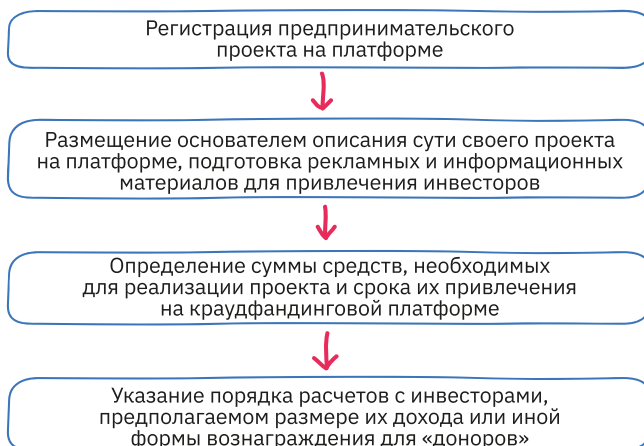 Регистрация предпринимательского
проекта на платформе
Размещение основателем описания сути своего проекта
на платформе, подготовка рекламных и информационных
материалов для привлечения инвесторов
Определение суммы средств, необходимых
для реализации проекта и срока их привлечения
на краудфандинговой платформе
Указание порядка расчетов с инвесторами,
предполагаемом размере их дохода или иной
формы вознаграждения для «доноров»